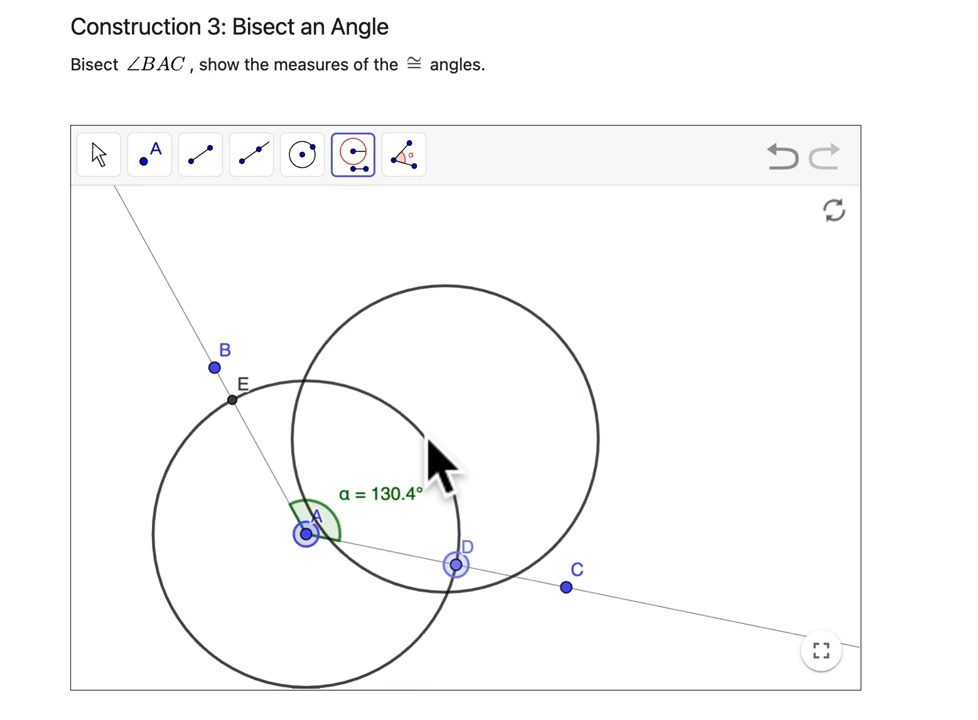 Construction 3: Bisect an Angle
Bisect ∠BAC , show the measures of the ≅ angles.
A
α
B
E
α = 130.4°
A
D
C